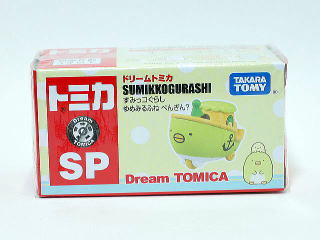 トミカ
Dream
TOMICA
SP
ドリームトミカ
SUMIKKOGURASHI
すみっコぐらし
ゆめみるふね ぺんぎん?
TAKARA
TOMY
Dream TOMICA